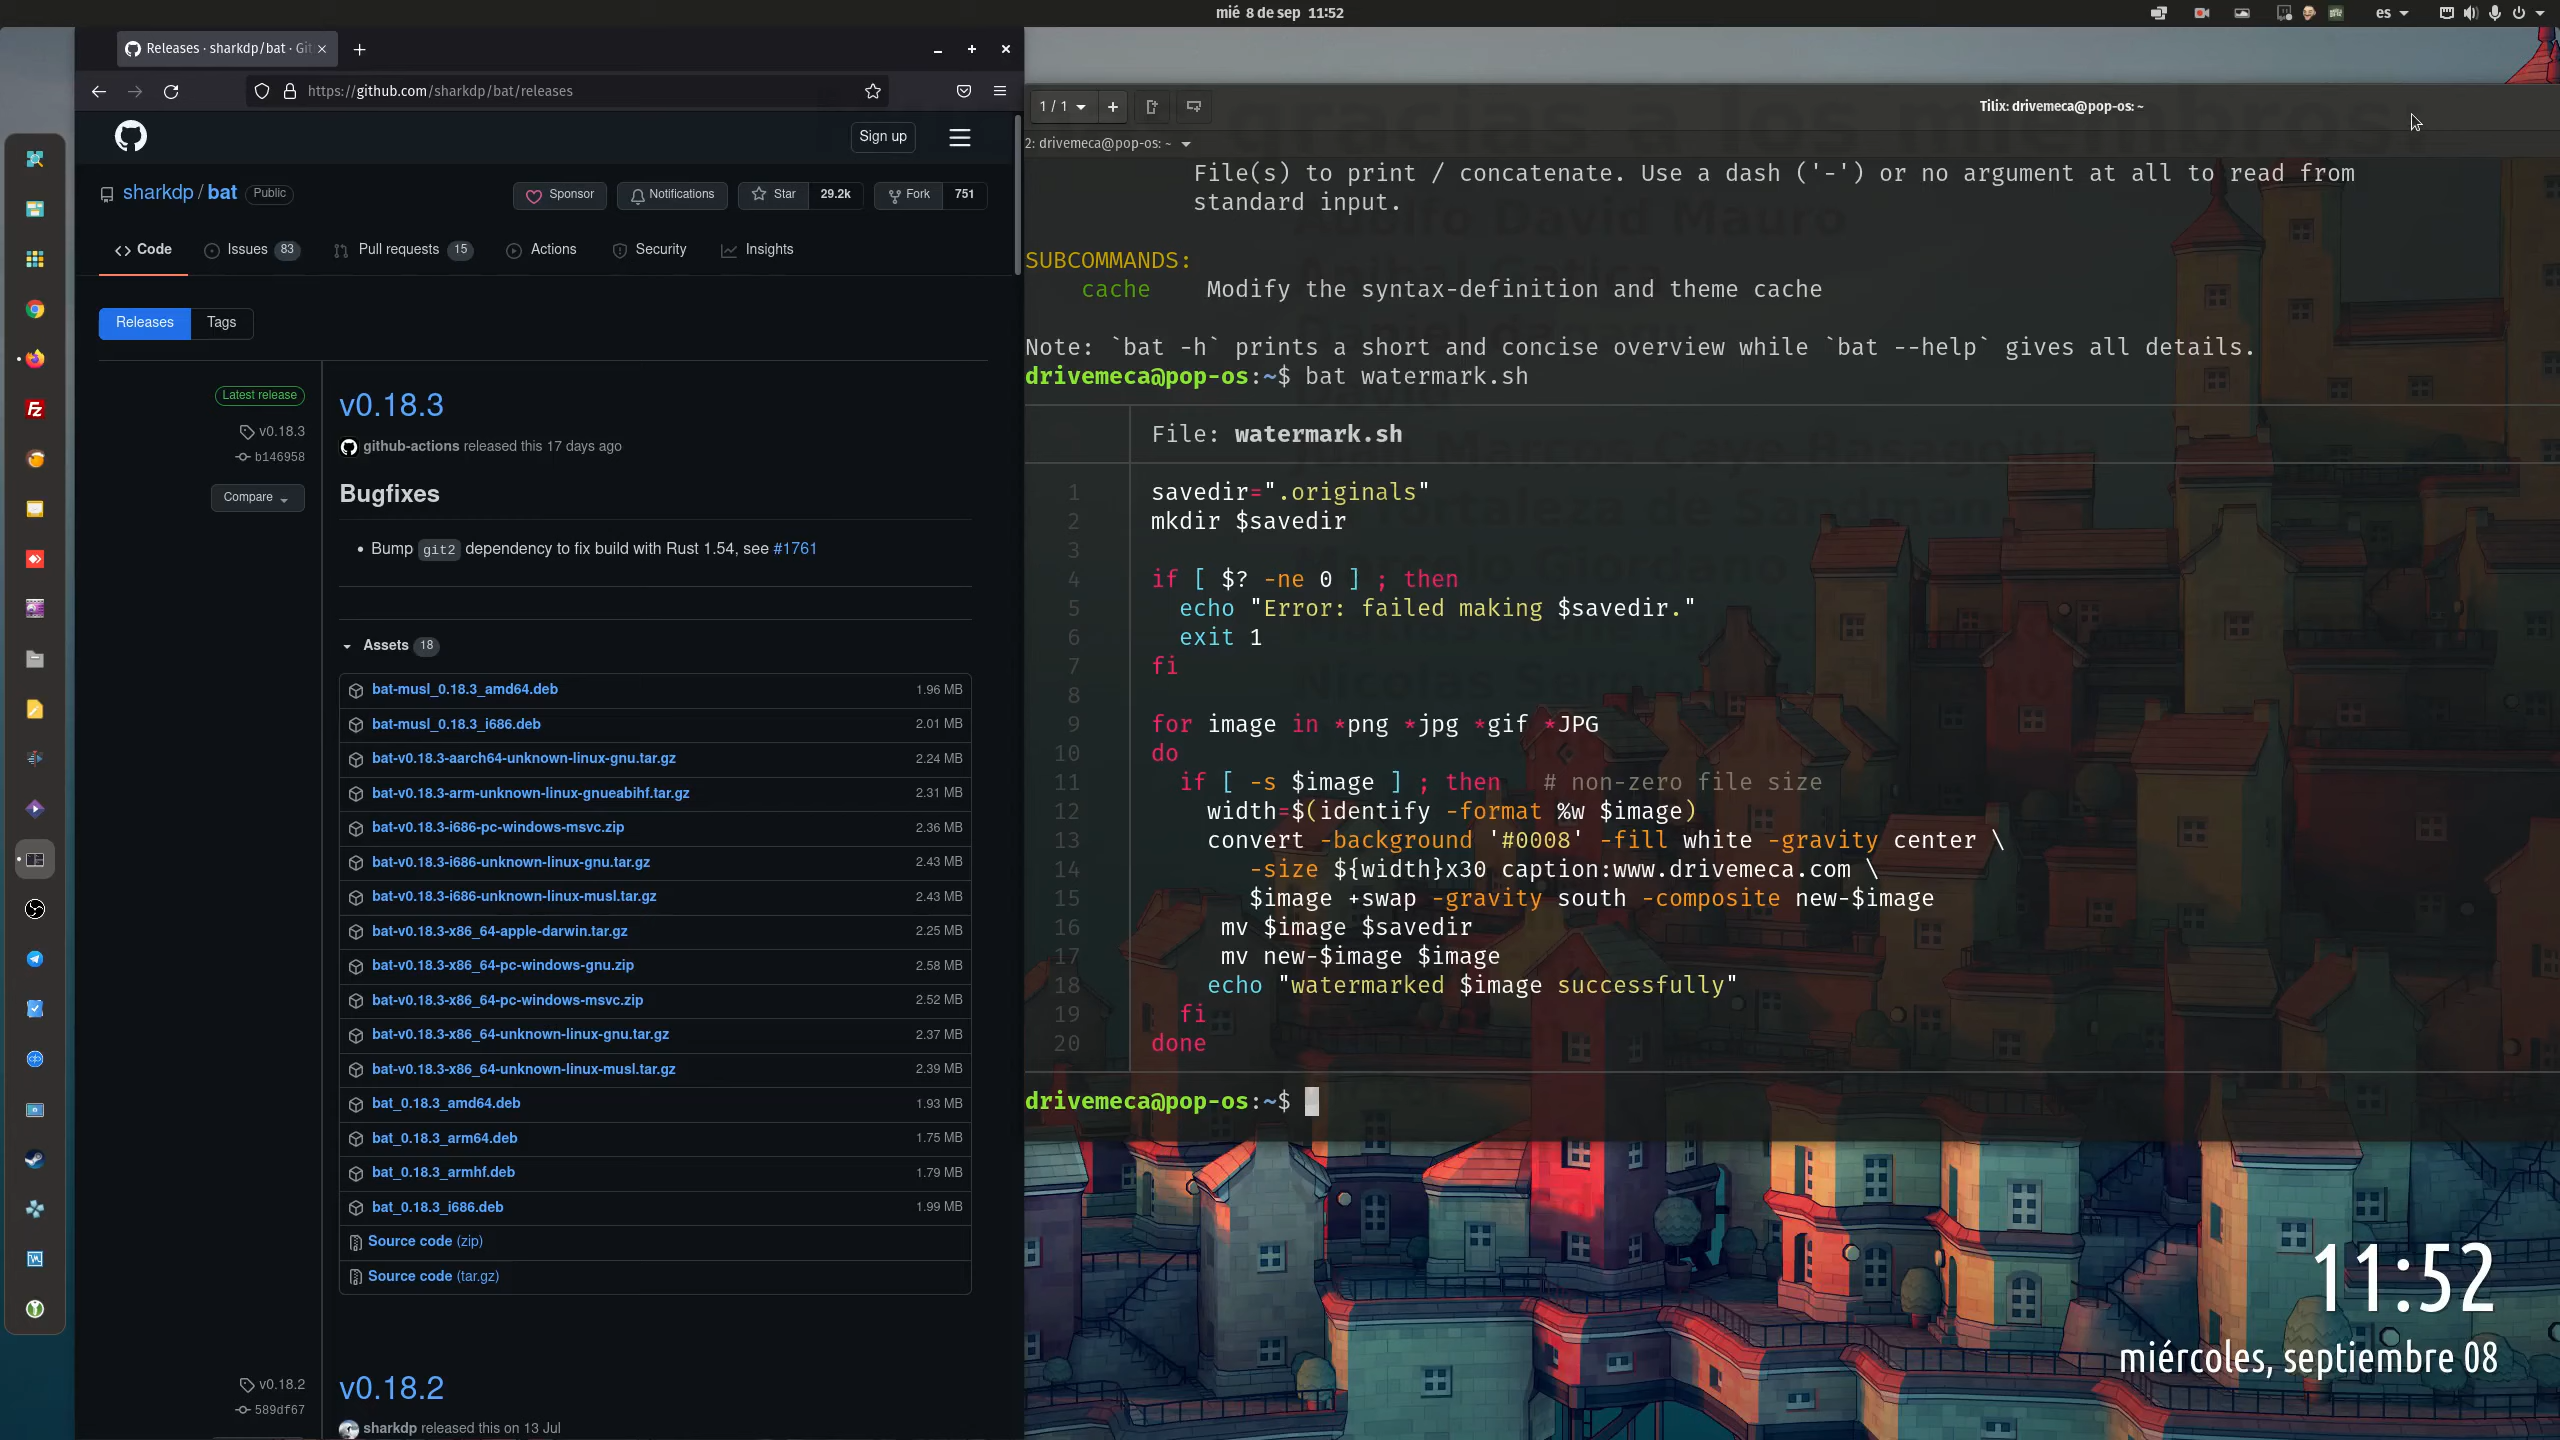 mié 8 de sep 11:52
es
Releases · sharkdp/bat · Git
https://github.com/sharkdp/bat/releases
Sign up
sharkdp / bat Public
Sponsor Notifications Star 29.2k Fork 751
Code Issues 83 Pull requests 15 Actions Security Insights
Releases Tags
Latest release
v0.18.3
b146958
Compare
v0.18.3
github-actions released this 17 days ago
Bugfixes
• Bump git2 dependency to fix build with Rust 1.54, see #1761
Assets 18
bat-musl_0.18.3_amd64.deb 1.96 MB
bat-musl_0.18.3_i686.deb 2.01 MB
bat-v0.18.3-aarch64-unknown-linux-gnu.tar.gz 2.24 MB
bat-v0.18.3-arm-unknown-linux-gnueabihf.tar.gz 2.31 MB
bat-v0.18.3-i686-pc-windows-msvc.zip 2.36 MB
bat-v0.18.3-i686-unknown-linux-gnu.tar.gz 2.43 MB
bat-v0.18.3-i686-unknown-linux-musl.tar.gz 2.43 MB
bat-v0.18.3-x86_64-apple-darwin.tar.gz 2.25 MB
bat-v0.18.3-x86_64-pc-windows-gnu.zip 2.58 MB
bat-v0.18.3-x86_64-pc-windows-msvc.zip 2.52 MB
bat-v0.18.3-x86_64-unknown-linux-gnu.tar.gz 2.37 MB
bat-v0.18.3-x86_64-unknown-linux-musl.tar.gz 2.39 MB
bat_0.18.3_amd64.deb 1.93 MB
bat_0.18.3_arm64.deb 1.75 MB
bat_0.18.3_armhf.deb 1.79 MB
bat_0.18.3_i686.deb 1.99 MB
Source code (zip)
Source code (tar.gz)
v0.18.2
589df67
v0.18.2
sharkdp released this on 13 Jul
1 / 1
Tilix: drivemeca@pop-os: ~
2: drivemeca@pop-os: ~
gracias a los miembros
Adolfo David Mauro
File(s) to print / concatenate. Use a dash ('-') or no argument at all to read from
standard input.
SUBCOMMANDS:
cache Modify the syntax-definition and theme cache
Note: `bat -h` prints a short and concise overview while `bat --help` gives all details.
drivemeca@pop-os:~$ bat watermark.sh
File: watermark.sh
1 savedir=".originals"
2 mkdir $savedir
3
4 if [ $? -ne 0 ] ; then
5 echo "Error: failed making $savedir."
6 exit 1
7 fi
8
9 for image in *png *jpg *gif *JPG
10 do
11 if [ -s $image ] ; then # non-zero file size
12 width=$(identify -format %w $image)
13 convert -background '#0008' -fill white -gravity center \
14 -size ${width}x30 caption:www.drivemeca.com \
15 $image +swap -gravity south -composite new-$image
16 mv $image $savedir
17 mv new-$image $image
18 echo "watermarked $image successfully"
19 fi
20 done
drivemeca@pop-os:~$
11:52
miércoles, septiembre 08